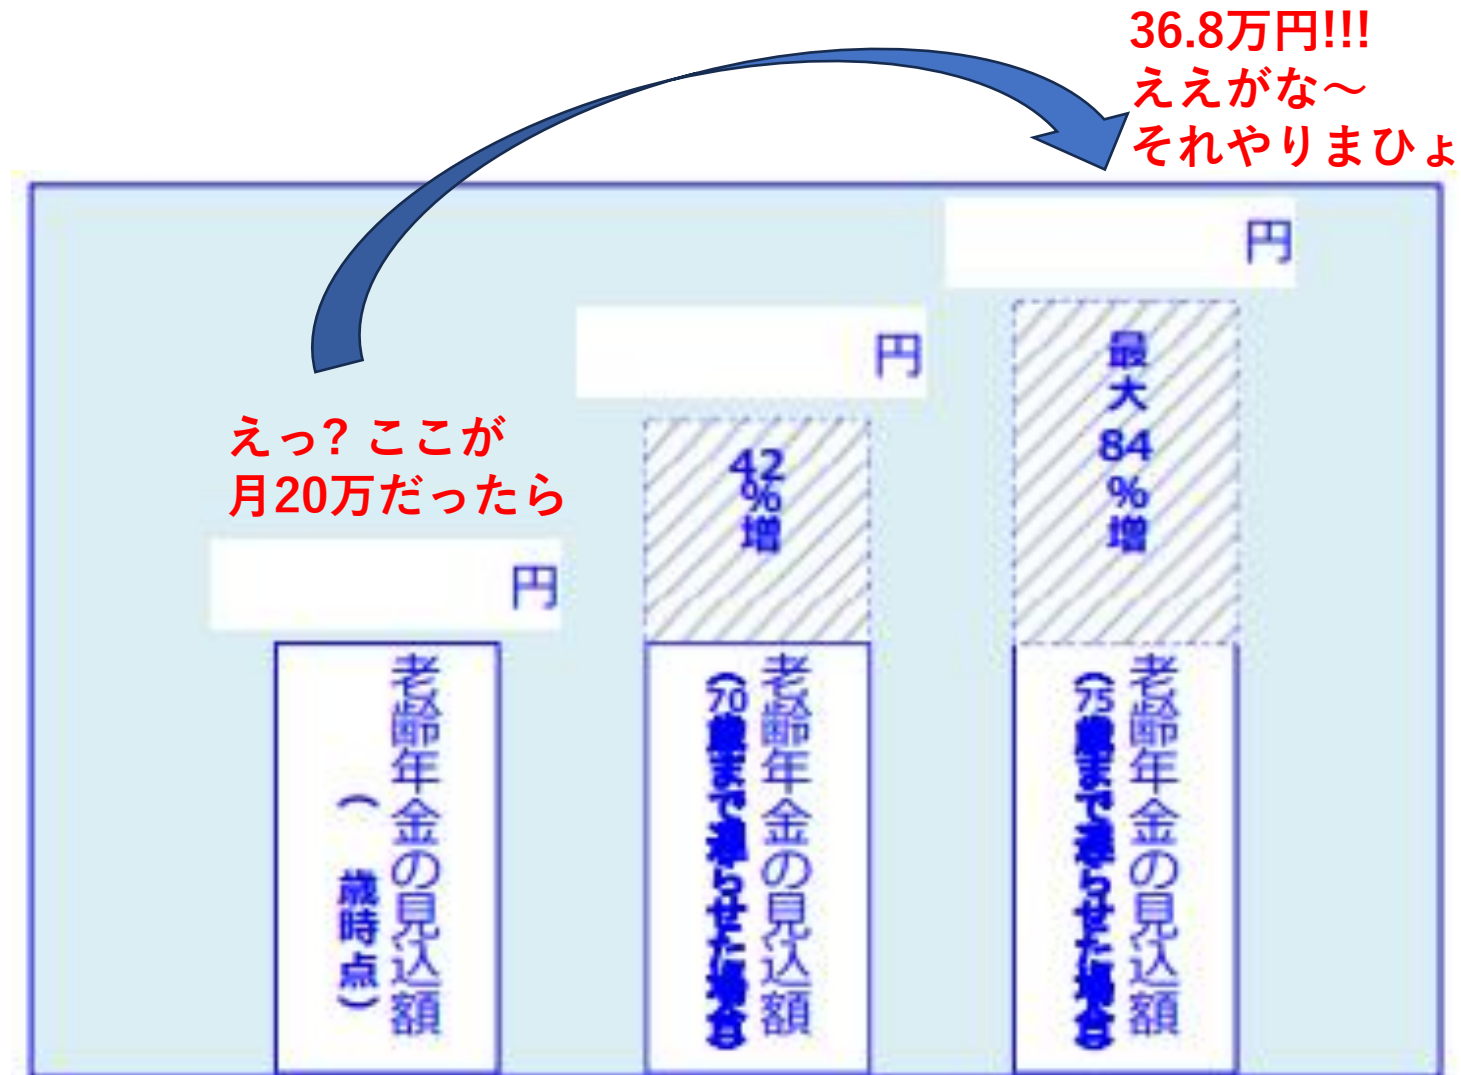 36.8万円!!!
ええがな～
それやりまひょ
円
円
最大84％増
えっ? ここが
月20万だったら
42％増
円
老齢年金の見込額
（　歳時点）
老齢年金の見込額
（70歳まで遅らせた場合）
老齢年金の見込額
（75歳まで遅らせた場合）